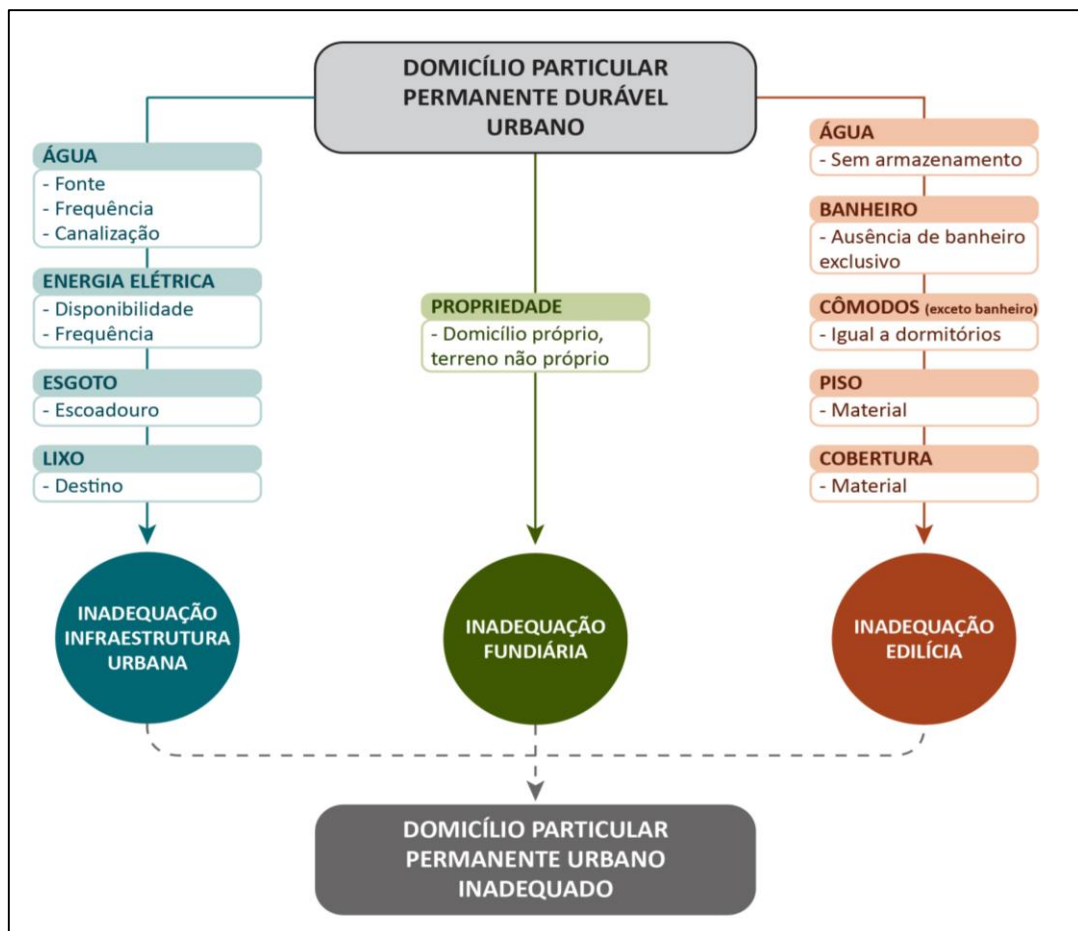 DOMICÍLIO PARTICULAR
PERMANENTE DURÁVEL
URBANO
ÁGUA
- Fonte
- Frequência
- Canalização
ENERGIA ELÉTRICA
- Disponibilidade
- Frequência
ESGOTO
- Escoadouro
LIXO
- Destino
INADEQUAÇÃO
INFRAESTRUTURA
URBANA
PROPRIEDADE
- Domicílio próprio,
terreno não próprio
INADEQUAÇÃO
FUNDIÁRIA
ÁGUA
- Sem armazenamento
BANHEIRO
- Ausência de banheiro
exclusivo
CÔMODOS (exceto banheiro)
- Igual a dormitórios
PISO
- Material
COBERTURA
- Material
INADEQUAÇÃO
EDILÍCIA
DOMICÍLIO PARTICULAR
PERMANENTE URBANO
INADEQUADO